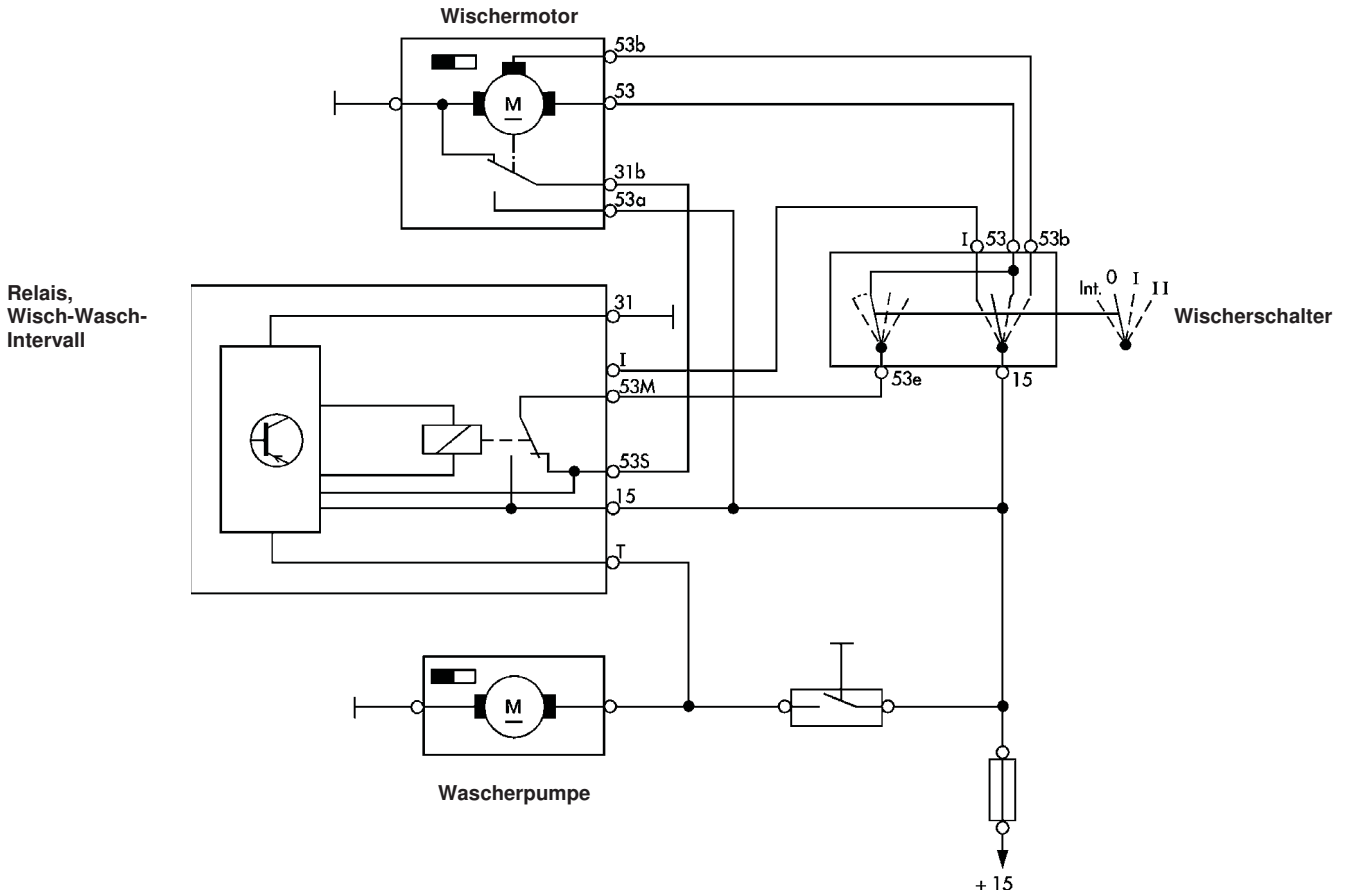 Wischermotor
53b
M
53
31b
53a
I 53 53b
Int. 0 I II
Wischerschalter
53e
15
Relais,
Wisch-Wasch-
Intervall
31
I
53M
53S
15
T
M
Wascherpumpe
+ 15